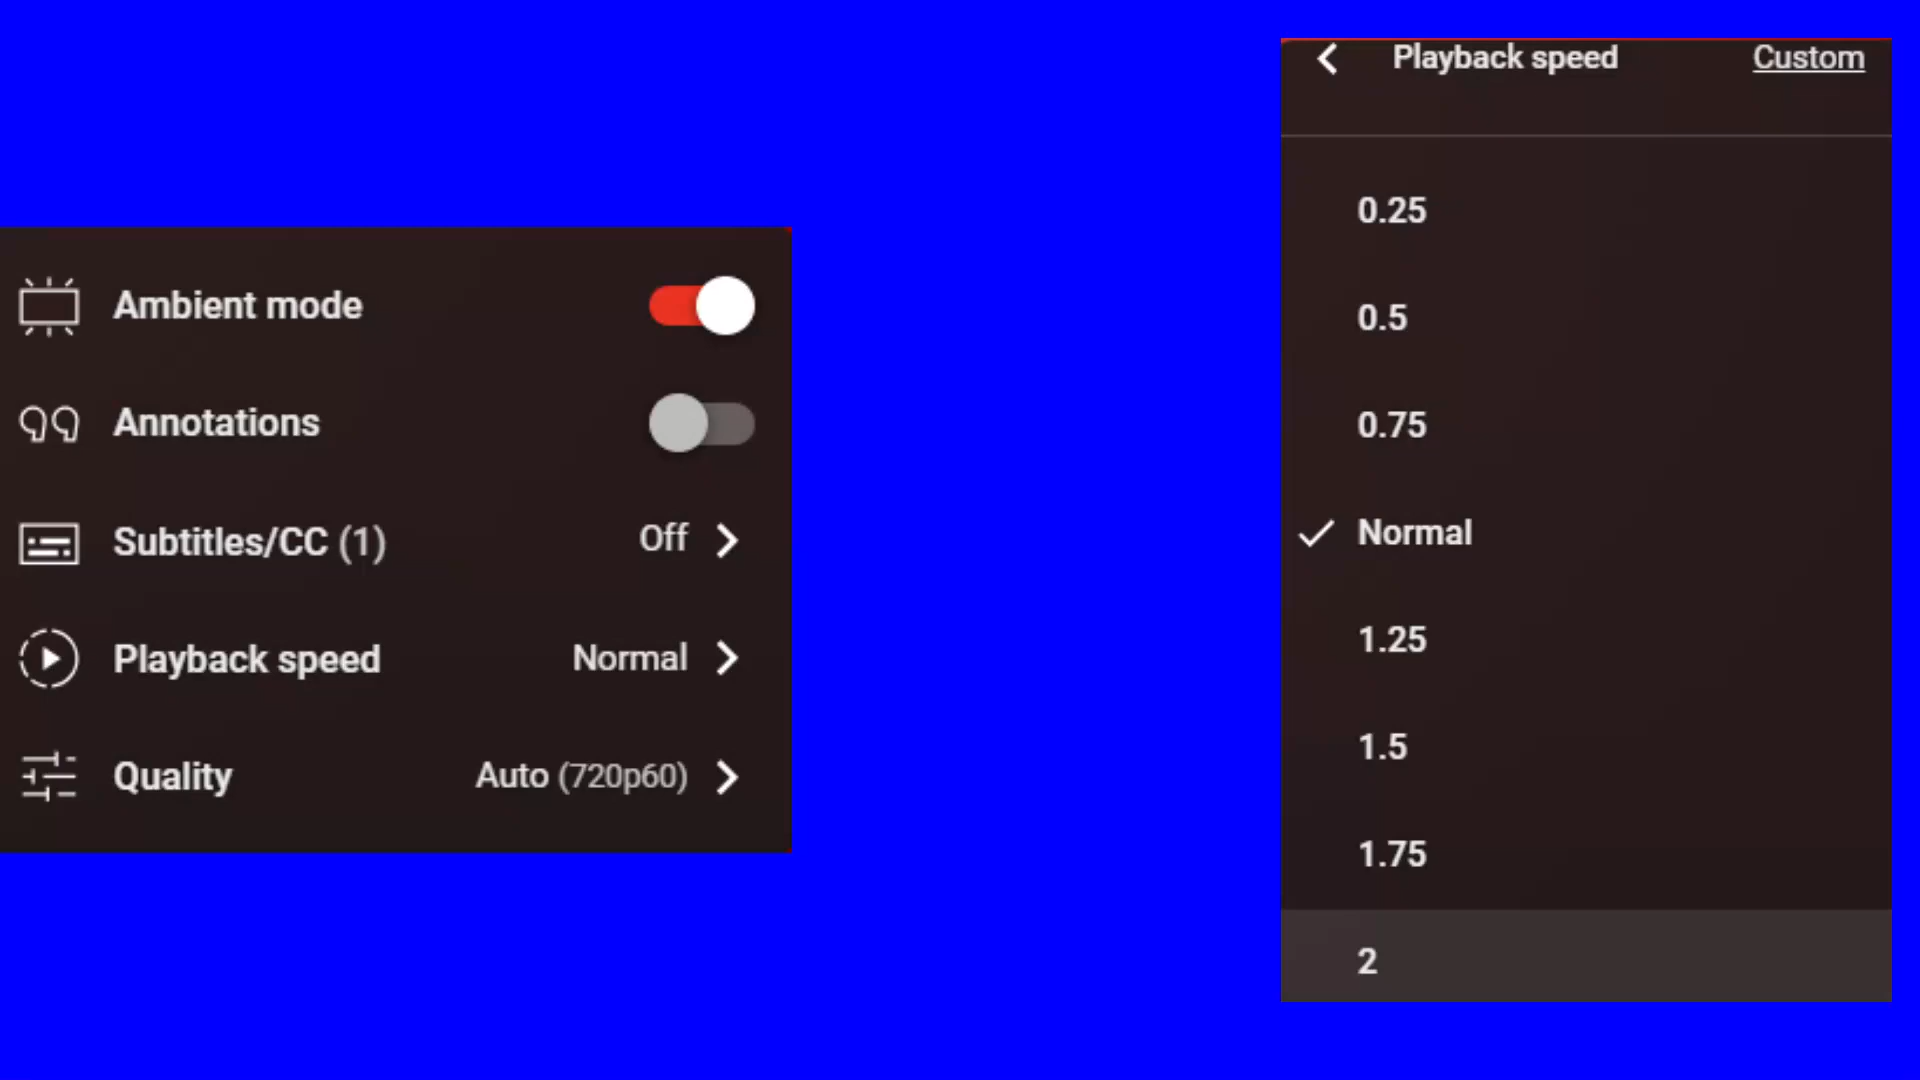 Ambient mode
Annotations
Subtitles/CC (1) Off
Playback speed Normal
Quality Auto (720p60)
Playback speed Custom
0.25
0.5
0.75
Normal
1.25
1.5
1.75
2